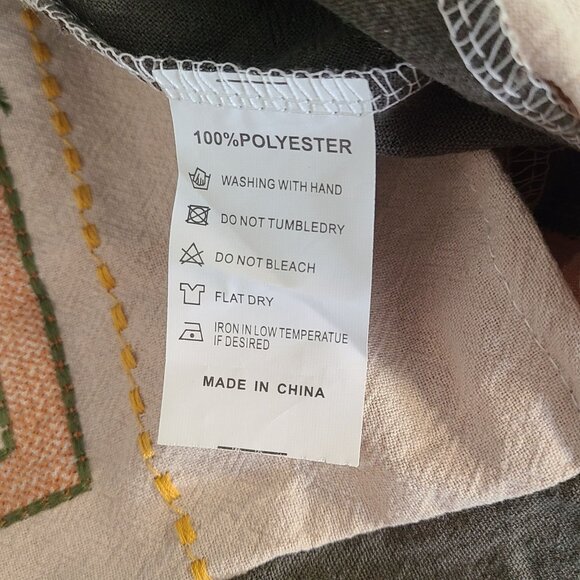 100%POLYESTER
WASHING WITH HAND
DO NOT TUMBLEDRY
DO NOT BLEACH
FLAT DRY
IRON IN LOW TEMPERATUE
IF DESIRED
MADE IN CHINA